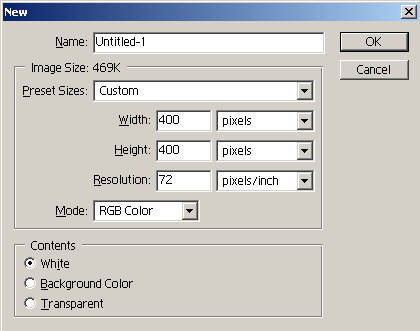 New
Name: Untitled-1
OK
Cancel
Image Size: 469K
Preset Sizes: Custom
Width: 400 pixels
Height: 400 pixels
Resolution: 72 pixels/inch
Mode: RGB Color
Contents
White
Background Color
Transparent